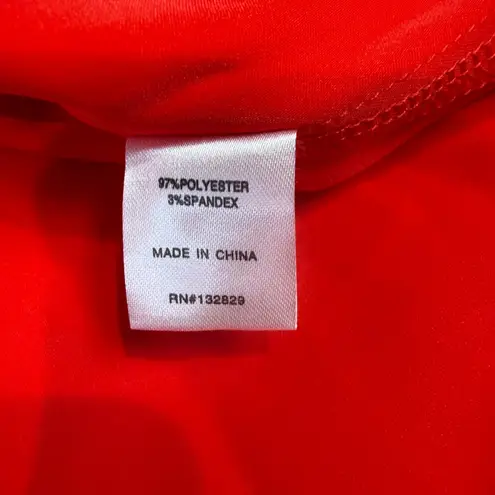 97%POLYESTER
3%SPANDEX
MADE IN CHINA
RN#132829